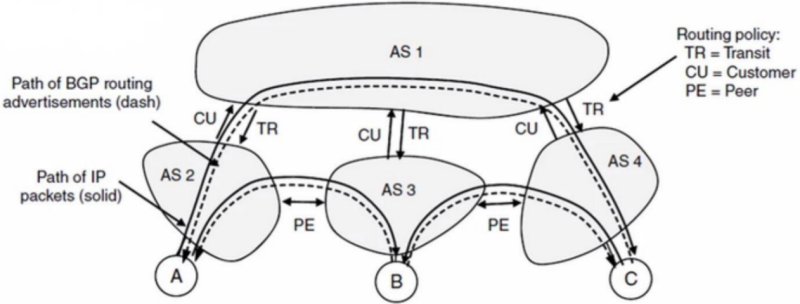 AS 1
Routing policy:
TR = Transit
CU = Customer
PE = Peer
Path of BGP routing
advertisements (dash)
CU
TR
CU
TR
CU
TR
Path of IP
packets (solid)
AS 2
AS 3
AS 4
PE
PE
A
B
C